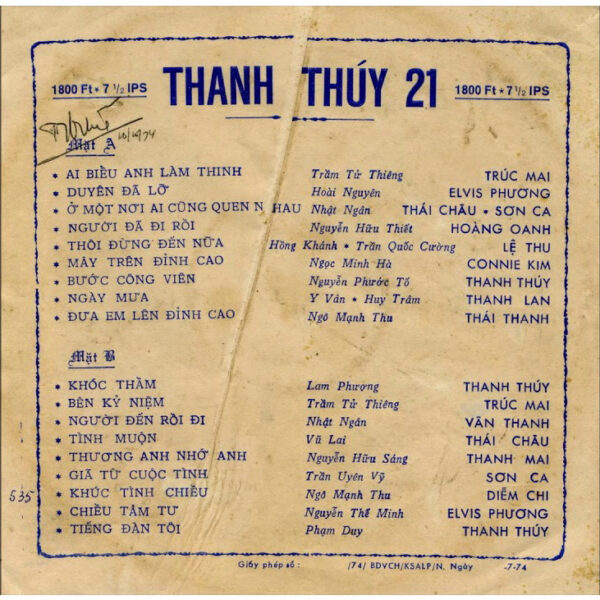 1800 Ft * 7 1/2 IPS THANH THÚY 21 1800 Ft * 7 1/2 IPS
10/10/74
Mặt A
* AI BIỂU ANH LÀM THINH Trầm Tử Thiêng TRÚC MAI
* DUYÊN ĐÃ LỠ Hoài Nguyên ELVIS PHƯƠNG
* Ở MỘT NƠI AI CŨNG QUEN NHAU Nhật Ngân THÁI CHÂU * SƠN CA
* NGƯỜI ĐÃ ĐI RỒI Nguyễn Hữu Thiết HOÀNG OANH
* THÔI ĐỪNG ĐẾN NỮA Hồng Khánh * Trần Quốc Cường LỆ THU
* MÂY TRÊN ĐỈNH CAO Ngọc Minh Hà CONNIE KIM
* BƯỚC CÔNG VIÊN Nguyễn Phước Tố THANH THÚY
* NGÀY MƯA Y Vân * Huy Trâm THANH LAN
* ĐƯA EM LÊN ĐỈNH CAO Ngô Mạnh Thu THÁI THANH
Mặt B
* KHÓC THẦM Lam Phượng THANH THÚY
* BÊN KỶ NIỆM Trầm Tử Thiêng TRÚC MAI
* NGƯỜI ĐẾN RỒI ĐI Nhật Ngân VĂN THANH
* TÌNH MUỘN Vũ Lai THÁI CHÂU
* THƯƠNG ANH NHỚ ANH Nguyễn Hữu Sáng THANH MAI
* GIÃ TỪ CUỘC TÌNH Trần Uyên Vỹ SƠN CA
535 * KHÚC TÌNH CHIỀU Ngô Mạnh Thu DIỄM CHI
* CHIỀU TÂM TƯ Nguyễn Thế Minh ELVIS PHƯƠNG
* TIẾNG ĐÀN TÔI Phạm Duy THANH THÚY
Giấy phép số : /74/ BDVCH/KSALP/N. Ngày -7-74